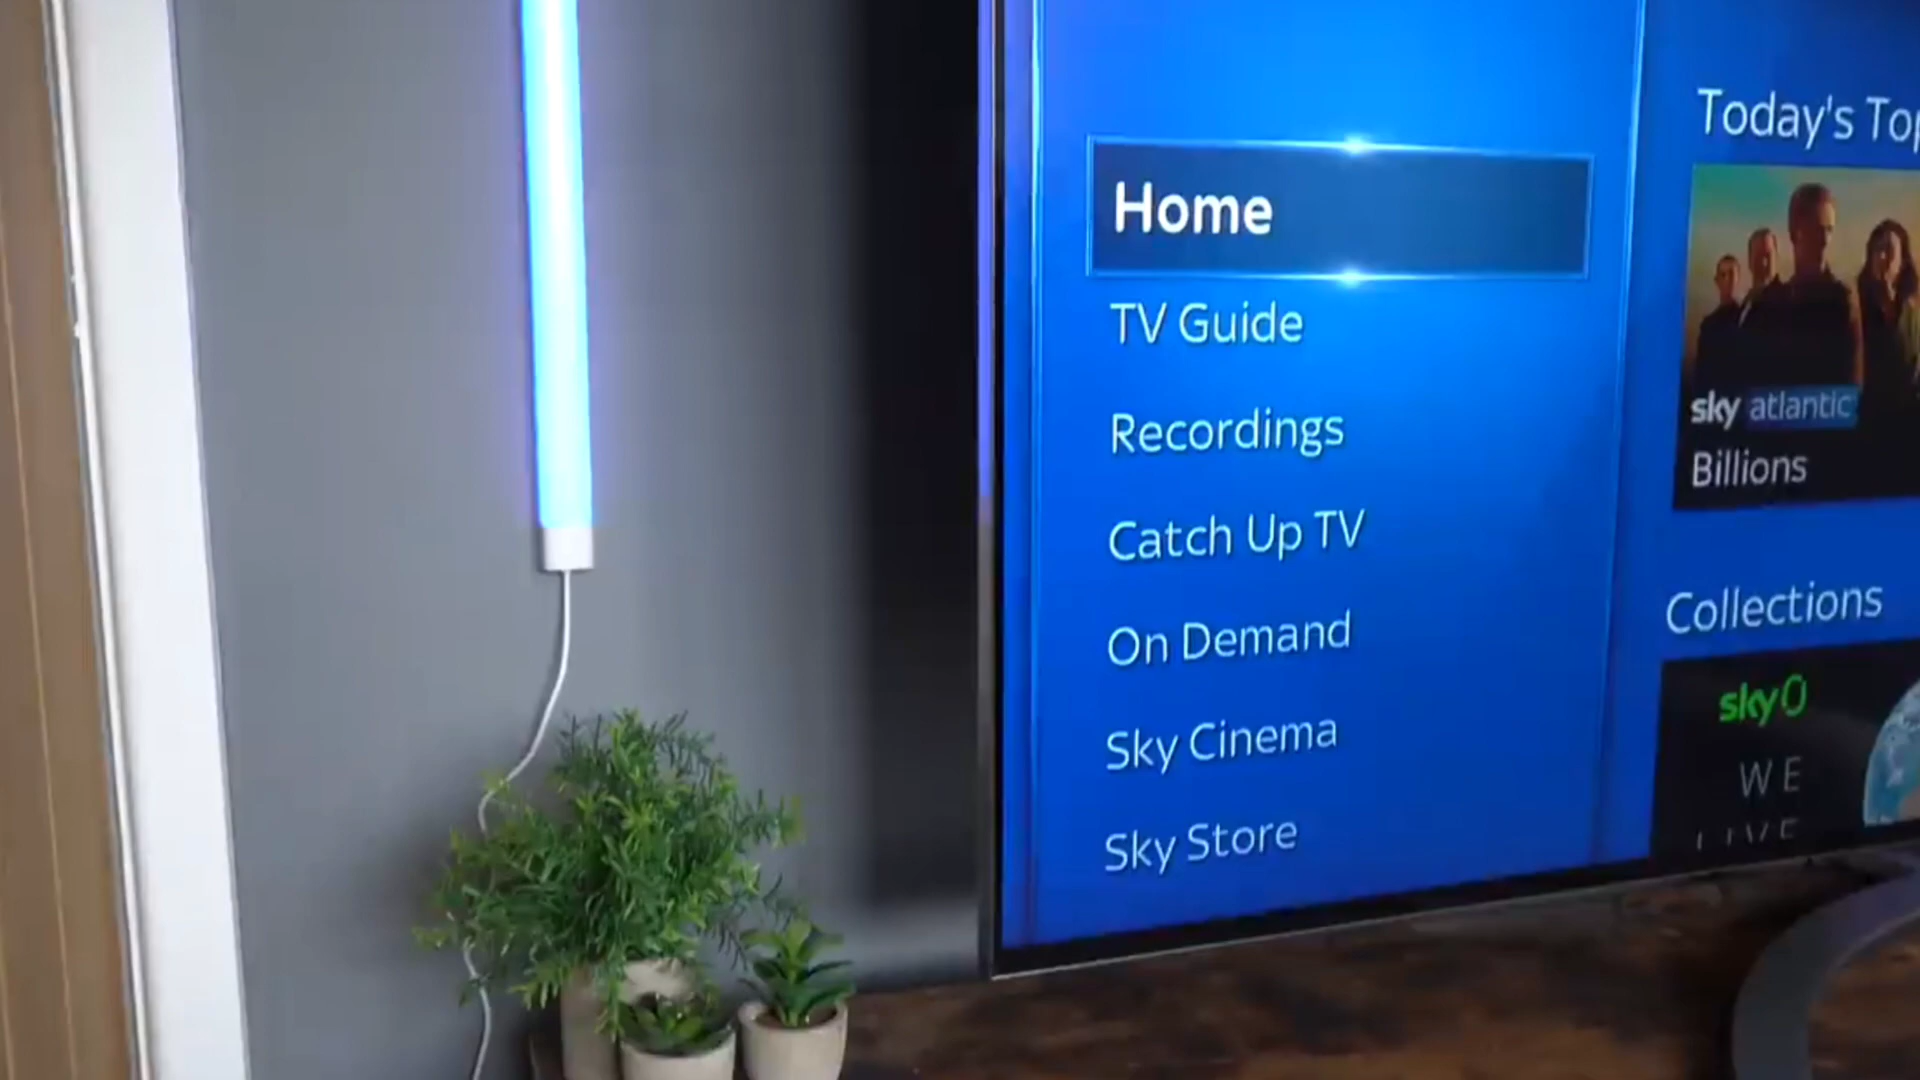 Home
TV Guide
Recordings
Catch Up TV
On Demand
Sky Cinema
Sky Store
Today's Top
sky atlantic
Billions
Collections
sky
WE
LIVE